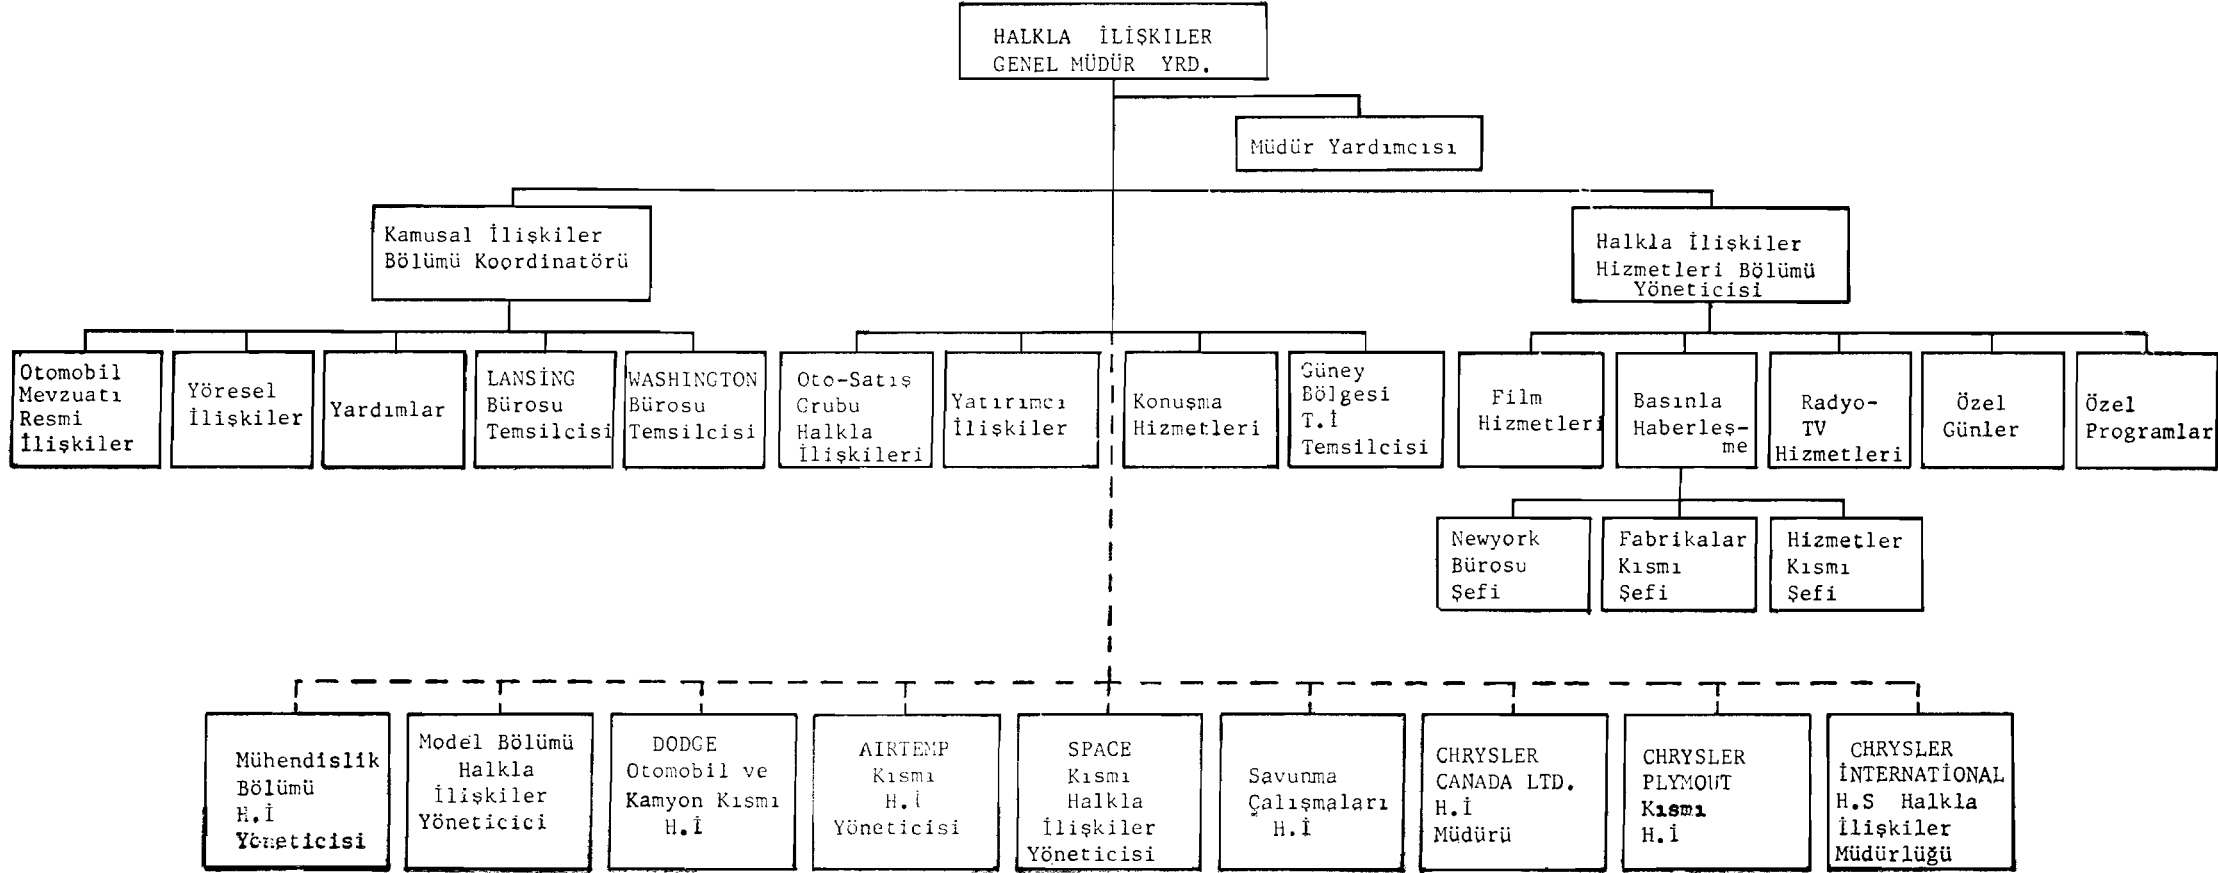 HALKLA İLİŞKİLER
GENEL MÜDÜR YRD.
Müdür Yardımcısı
Kamusal İlişkiler
Bölümü Koordinatörü
Halkla İlişkiler
Hizmetleri Bölümü
Yöneticisi
Otomobil
Mevzuatı
Resmi
İlişkiler
Yöresel
İlişkiler
Yardımlar
LANSİNG
Bürosu
Temsilcisi
WASHINGTON
Bürosu
Temsilcisi
Oto-Satış
Grubu
Halkla
İlişkileri
Yatırımcı
İlişkiler
Konuşma
Hizmetleri
Güney
Bölgesi
T.İ
Temsilcisi
Film
Hizmetleri
Basınla
Haberleş-
me
Radyo-
TV
Hizmetleri
Özel
Günler
Özel
Programlar
Newyork
Bürosu
Şefi
Fabrikalar
Kısmı
Şefi
Hizmetler
Kısmı
Şefi
Mühendislik
Bölümü
H.İ
Yöneticisi
Model Bölümü
Halkla
İlişkiler
Yöneticici
DODGE
Otomobil ve
Kamyon Kısmı
H.İ
AIRTEMP
Kısmı
H.İ
Yöneticisi
SPACE
Kısmı
Halkla
İlişkiler
Yöneticisi
Savunma
Çalışmaları
H.İ
CHRYSLER
CANADA LTD.
H.İ
Müdürü
CHRYSLER
PLYMOUT
Kısmı
H.İ
CHRYSLER
İNTERNATİONAL
H.S Halkla
İlişkiler
Müdürlüğü